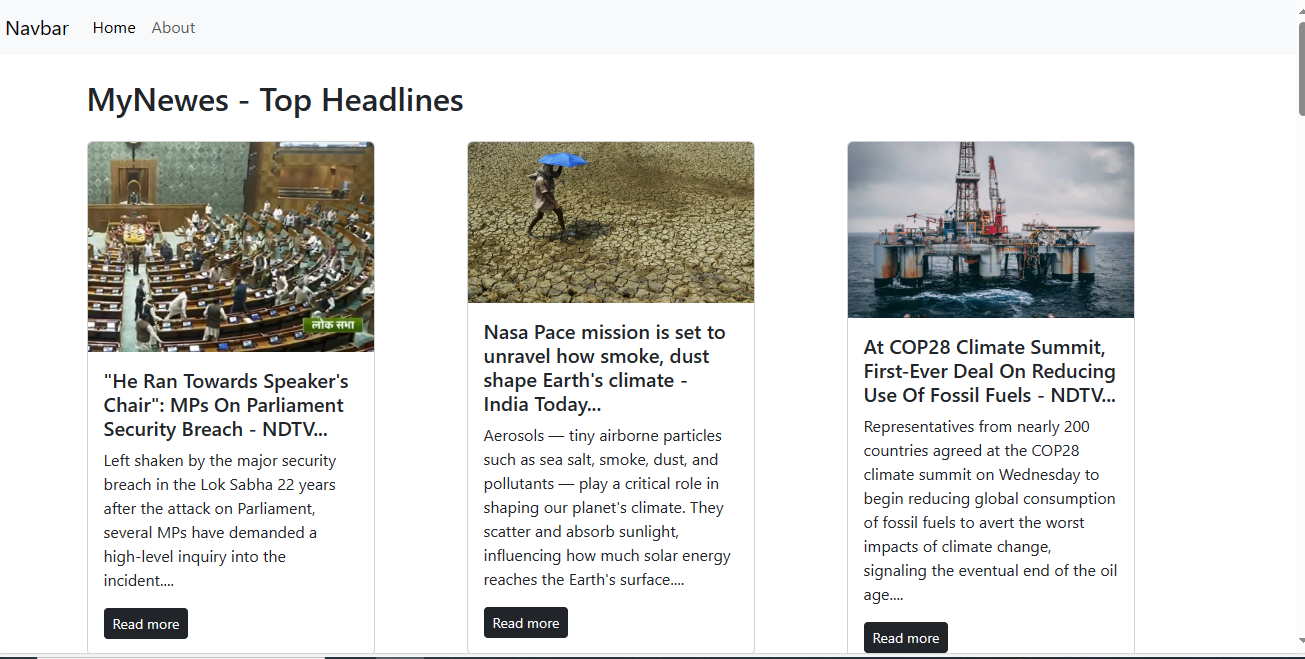 Navbar Home About
MyNewes - Top Headlines
लोक सभा
"He Ran Towards Speaker's
Chair": MPs On Parliament
Security Breach - NDTV...
Left shaken by the major security
breach in the Lok Sabha 22 years
after the attack on Parliament,
several MPs have demanded a
high-level inquiry into the
incident....
Read more
Nasa Pace mission is set to
unravel how smoke, dust
shape Earth's climate -
India Today...
Aerosols — tiny airborne particles
such as sea salt, smoke, dust, and
pollutants — play a critical role in
shaping our planet's climate. They
scatter and absorb sunlight,
influencing how much solar energy
reaches the Earth's surface....
Read more
At COP28 Climate Summit,
First-Ever Deal On Reducing
Use Of Fossil Fuels - NDTV...
Representatives from nearly 200
countries agreed at the COP28
climate summit on Wednesday to
begin reducing global consumption
of fossil fuels to avert the worst
impacts of climate change,
signaling the eventual end of the oil
age....
Read more